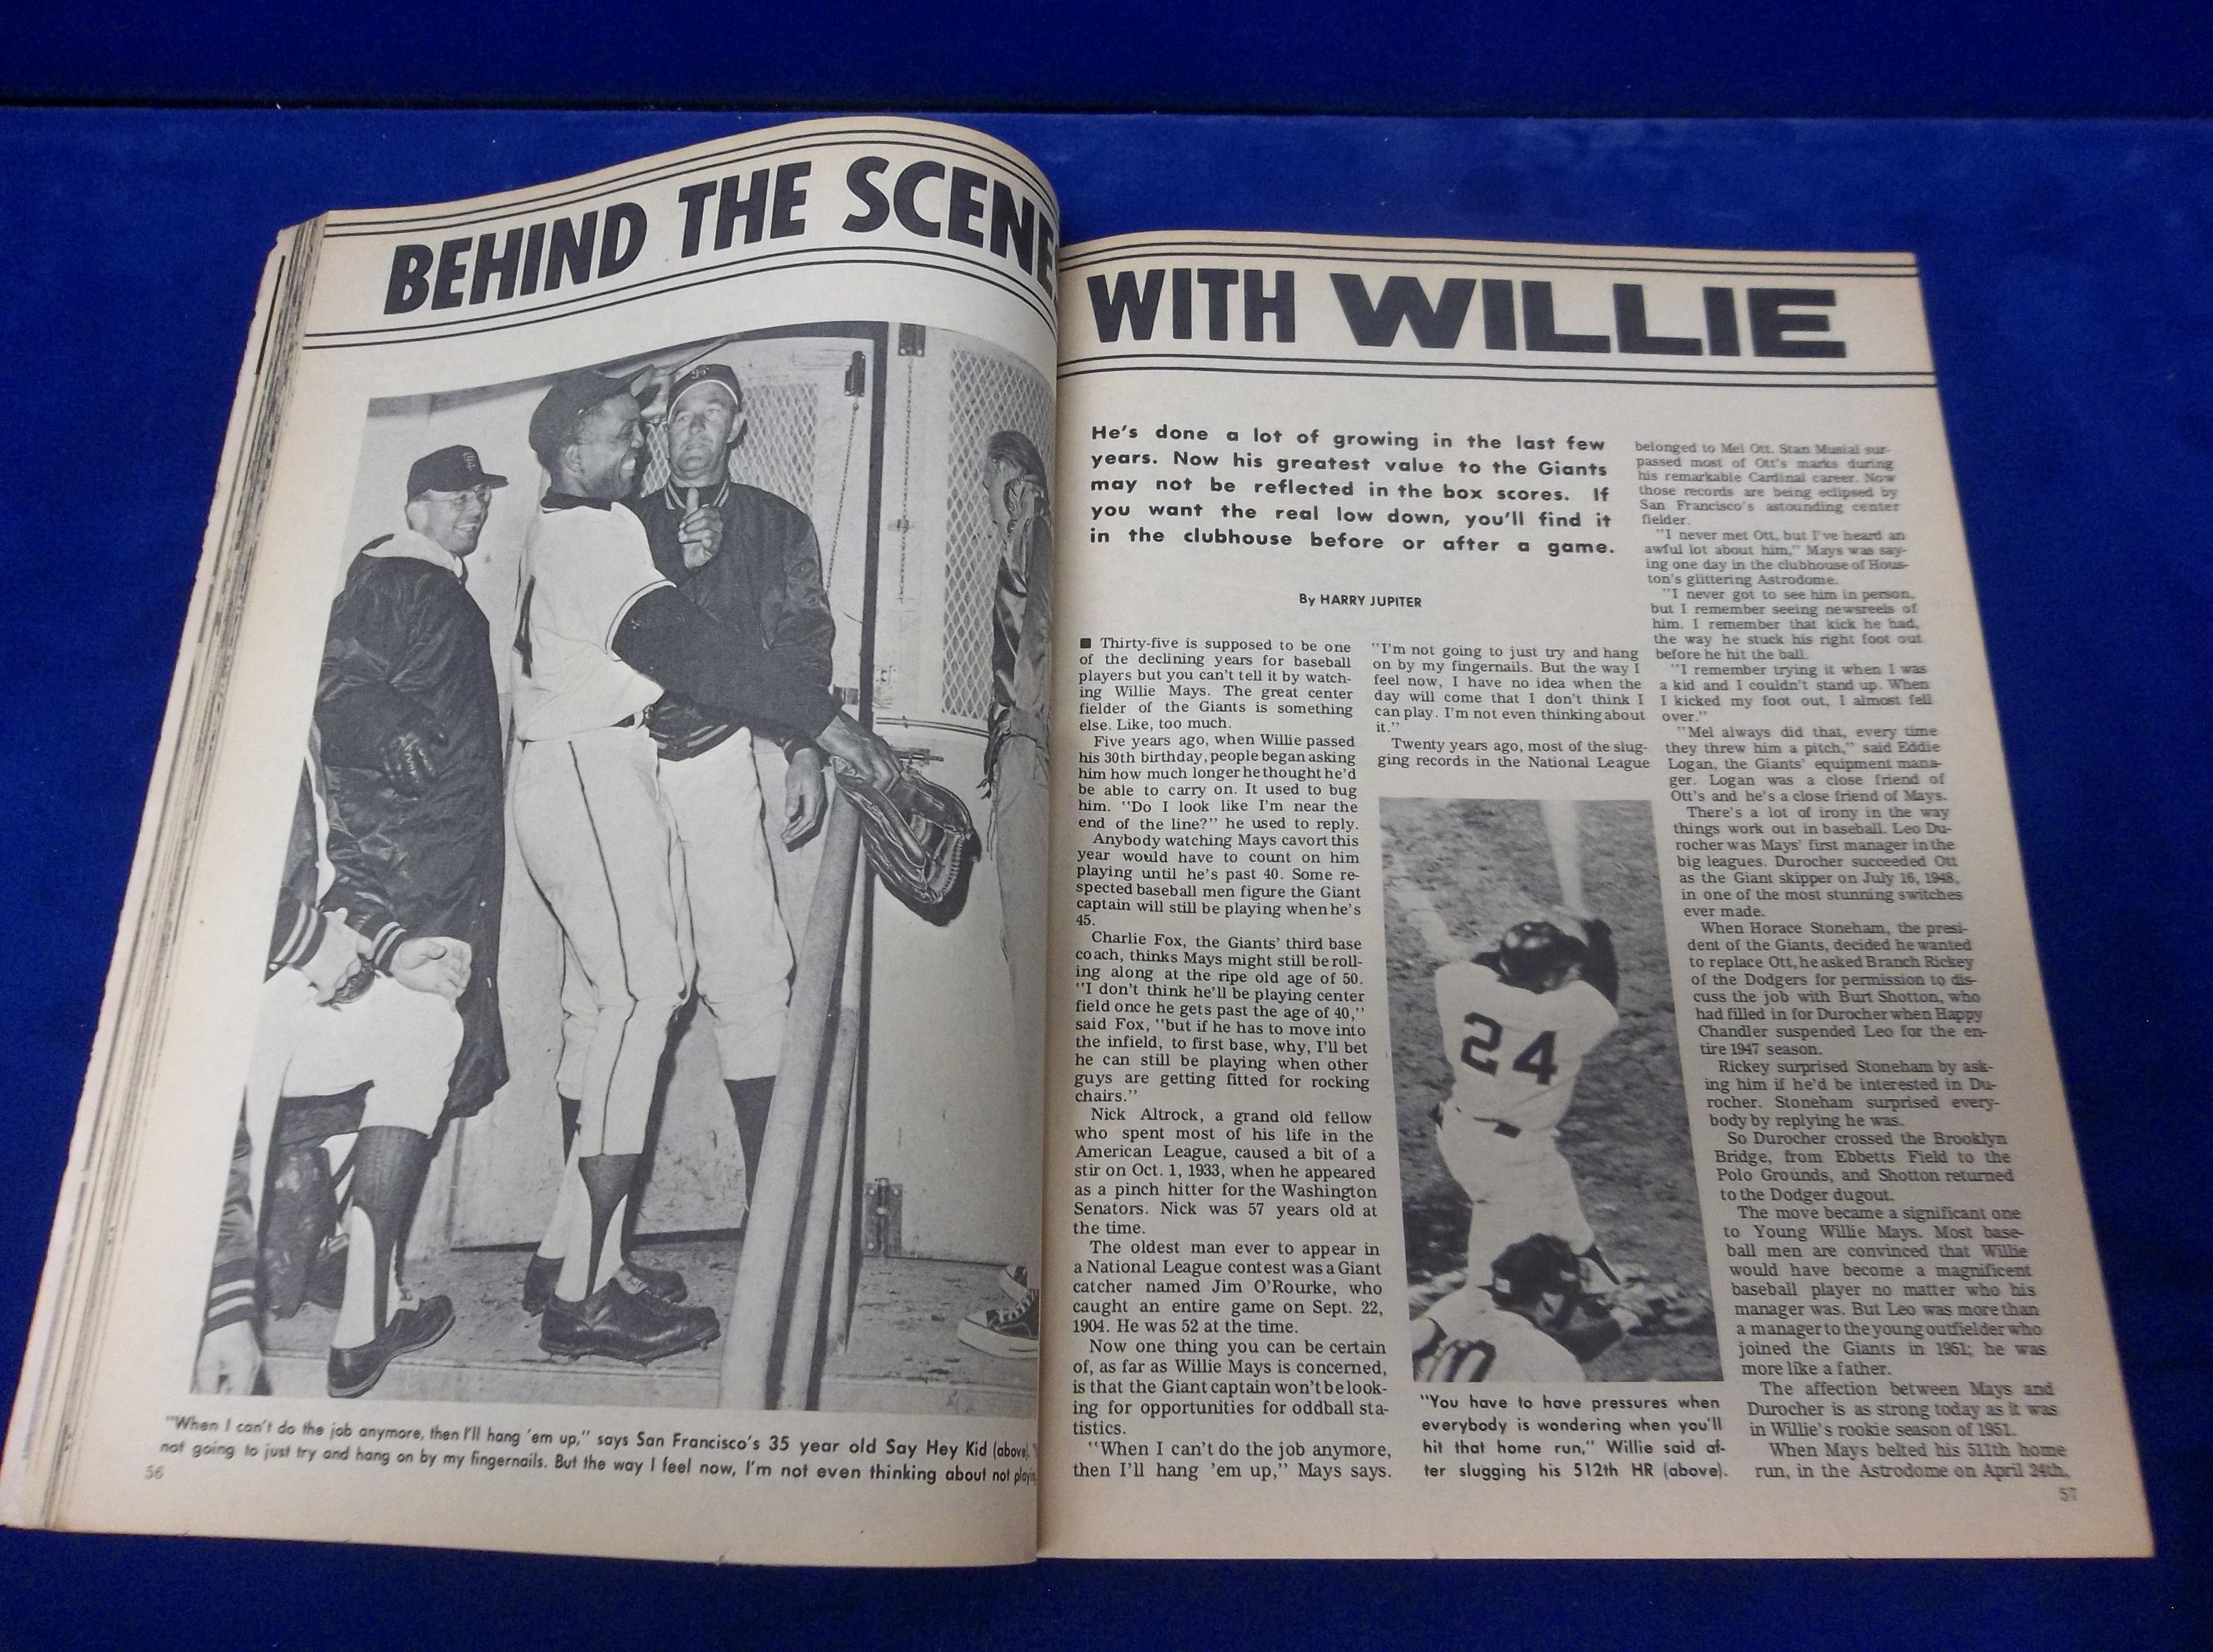 BEHIND THE SCENE
WITH WILLIE
"When I can't do the job anymore, then I'll hang 'em up," says San Francisco's 35 year old Say Hey Kid (above).
not going to just try and hang on by my fingernails. But the way I feel now, I'm not even thinking about not
56
He's done a lot of growing in the last few
years. Now his greatest value to the Giants
may not be reflected in the box scores. If
you want the real low down, you'll find it
in the clubhouse before or after a game.
By HARRY JUPITER
■ Thirty-five is supposed to be one
of the declining years for baseball
players but you can't tell it by watch-
ing Willie Mays. The great center
fielder of the Giants is something
else. Like, too much.
Five years ago, when Willie passed
his 30th birthday, people began asking
him how much longer he thought he'd
be able to carry on. It used to bug
him. "Do I look like I'm near the
end of the line?" he used to reply.
Anybody watching Mays cavort this
year would have to count on him
playing until he's past 40. Some re-
spected baseball men figure the Giant
captain will still be playing when he's
45.
Charlie Fox, the Giants' third base
coach, thinks Mays might still be roll-
ing along at the ripe old age of 50.
"I don't think he'll be playing center
field once he gets past the age of 40,"
said Fox, "but if he has to move into
the infield, to first base, why, I'll bet
he can still be playing when other
guys are getting fitted for rocking
chairs."
Nick Altrock, a grand old fellow
who spent most of his life in the
American League, caused a bit of a
stir on Oct. 1, 1933, when he appeared
as a pinch hitter for the Washington
Senators. Nick was 57 years old at
the time.
The oldest man ever to appear in
a National League contest was a Giant
catcher named Jim O'Rourke, who
caught an entire game on Sept. 22,
1904. He was 52 at the time.
Now one thing you can be certain
of, as far as Willie Mays is concerned,
is that the Giant captain won't be look-
ing for opportunities for oddball sta-
tistics.
"When I can't do the job anymore,
then I'll hang 'em up," Mays says.
"I'm not going to just try and hang
on by my fingernails. But the way I
feel now, I have no idea when the
day will come that I don't think I
can play. I'm not even thinking about
it."
Twenty years ago, most of the slug-
ging records in the National League
24
"You have to have pressures when
everybody is wondering when you'll
hit that home run," Willie said af-
ter slugging his 512th HR (above).
belonged to Mel Ott. Stan Musial sur-
passed most of Ott's marks during
his remarkable Cardinal career. Now
those records are being eclipsed by
San Francisco's astounding center
fielder.
"I never met Ott, but I've heard an
awful lot about him," Mays was say-
ing one day in the clubhouse of Hous-
ton's glittering Astrodome.
"I never got to see him in person,
but I remember seeing newsreels of
him. I remember that kick he had,
the way he stuck his right foot out
before he hit the ball.
"I remember trying it when I was
a kid and I couldn't stand up. When
I kicked my foot out, I almost fell
over."
"Mel always did that, every time
they threw him a pitch," said Eddie
Logan, the Giants' equipment mana-
ger. Logan was a close friend of
Ott's and he's a close friend of Mays.
There's a lot of irony in the way
things work out in baseball. Leo Du-
rocher was Mays' first manager in the
big leagues. Durocher succeeded Ott
as the Giant skipper on July 16, 1948,
in one of the most stunning switches
ever made.
When Horace Stoneham, the presi-
dent of the Giants, decided he wanted
to replace Ott, he asked Branch Rickey
of the Dodgers for permission to dis-
cuss the job with Burt Shotton, who
had filled in for Durocher when Happy
Chandler suspended Leo for the en-
tire 1947 season.
Rickey surprised Stoneham by ask-
ing him if he'd be interested in Du-
rocher. Stoneham surprised every-
body by replying he was.
So Durocher crossed the Brooklyn
Bridge, from Ebbetts Field to the
Polo Grounds, and Shotton returned
to the Dodger dugout.
The move became a significant one
to Young Willie Mays. Most base-
ball men are convinced that Willie
would have become a magnificent
baseball player no matter who his
manager was. But Leo was more than
a manager to the young outfielder who
joined the Giants in 1951; he was
more like a father.
The affection between Mays and
Durocher is as strong today as it was
in Willie's rookie season of 1951.
When Mays belted his 511th home
run, in the Astrodome on April 24th,
57